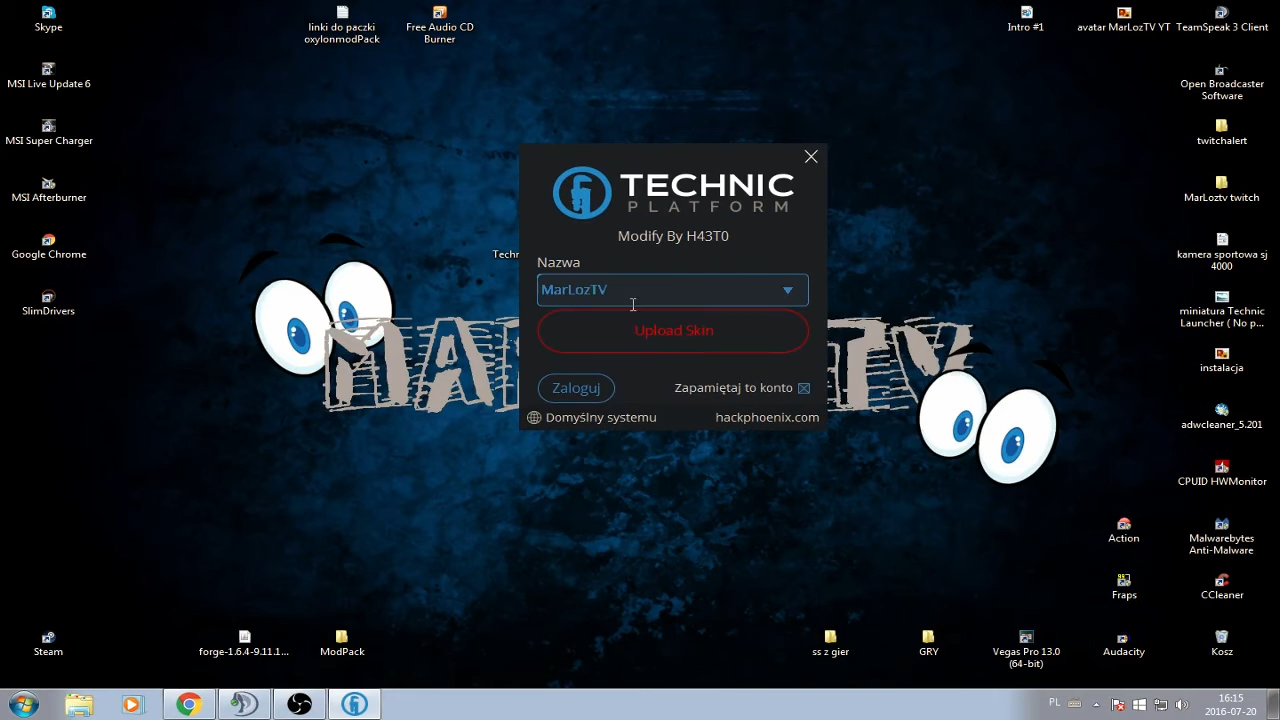 Skype
linki do paczki
oxylonmodPack
Free Audio CD
Burner
Intro #1
avatar MarLozTV YT
TeamSpeak 3 Client
MSI Live Update 6
Open Broadcaster
Software
MSI Super Charger
twitchalert
MSI Afterburner
MarLoztv twitch
Google Chrome
Techn
kamera sportowa sj
4000
SlimDrivers
miniatura Technic
Launcher ( No p...
TECHNIC
PLATFORM
Modify By H43T0
Nazwa
MarLozTV
Upload Skin
Zaloguj
Zapamiętaj to konto
Domyślny systemu
hackphoenix.com
instalacja
adwcleaner_5.201
CPUID HWMonitor
Action
Malwarebytes
Anti-Malware
99
Fraps
CCleaner
Steam
forge-1.6.4-9.11.1...
ModPack
ss z gier
GRY
Vegas Pro 13.0
(64-bit)
Audacity
Kosz
PL
16:15
2016-07-20